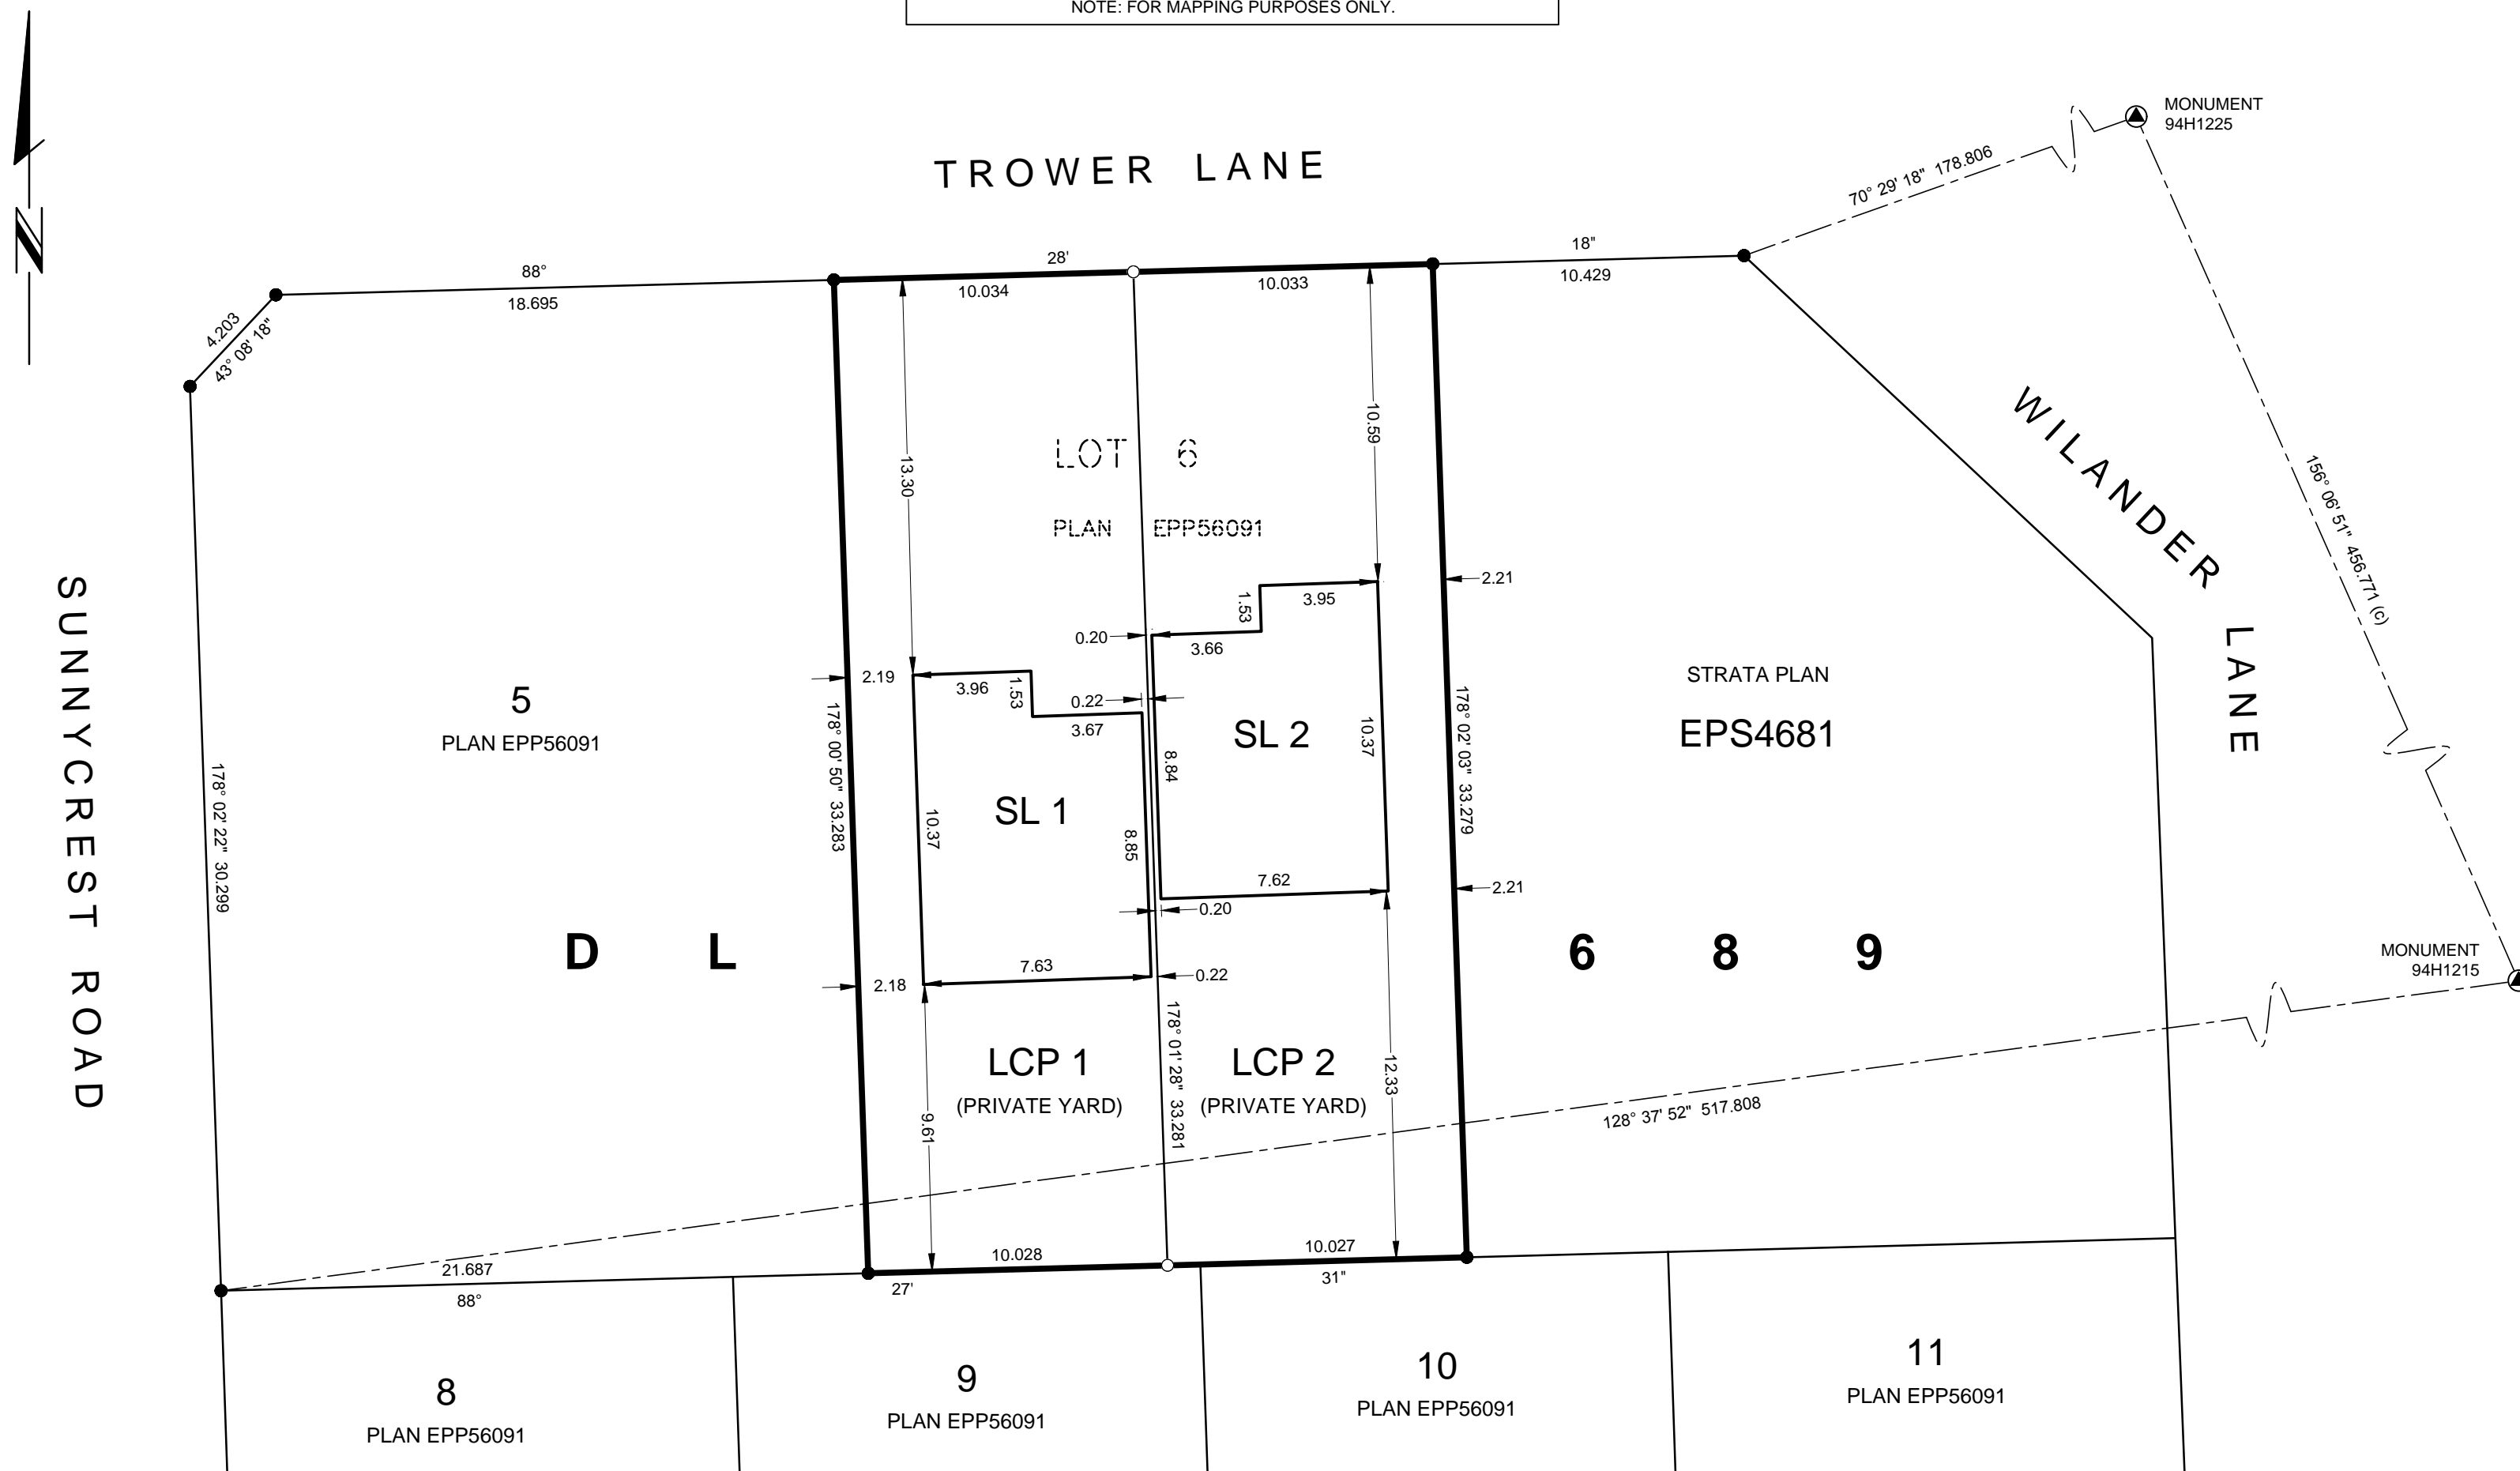 NOTE: FOR MAPPING PURPOSES ONLY.
N
MONUMENT
94H1225
TROWER LANE
70° 29' 18" 178.806
88°
18.695
28'
10.034
10.033
18"
10.429
4.203
43° 08' 18"
WILANDER LANE
156° 06' 51" 456.771 (c)
SUNNYCREST ROAD
178° 02' 22" 30.299
5
PLAN EPP56091
LOT 6
PLAN EPP56091
13.30
10.59
2.21
1.53
3.95
0.20
3.66
2.19
3.96
1.53
0.22
3.67
178° 00' 50" 33.283
SL 1
10.37
8.85
SL 2
8.84
10.37
178° 02' 03" 33.279
STRATA PLAN
EPS4681
7.62
2.21
0.20
D L 6 8 9
MONUMENT
94H1215
2.18
7.63
0.22
178° 01' 28" 33.281
LCP 1
(PRIVATE YARD)
LCP 2
(PRIVATE YARD)
9.61
12.33
128° 37' 52" 517.808
21.687
88°
10.028
27'
10.027
31"
8
PLAN EPP56091
9
PLAN EPP56091
10
PLAN EPP56091
11
PLAN EPP56091